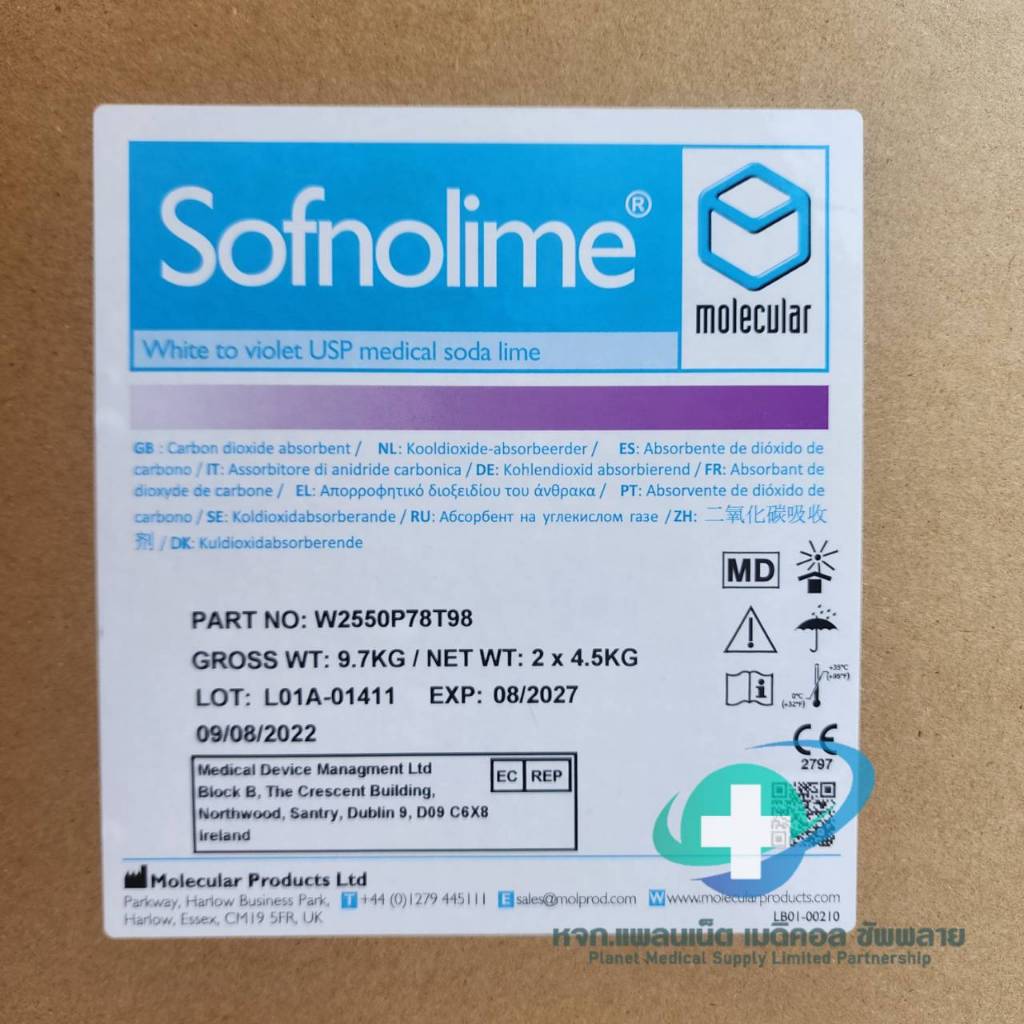 Sofnolime®
molecular
White to violet USP medical soda lime
GB : Carbon dioxide absorbent / NL: Kooldioxide-absorbeerder / ES: Absorbente de dióxido de
carbono / IT: Assorbitore di anidride carbonica / DE: Kohlendioxid absorbierend / FR: Absorbant de
dioxyde de carbone / EL: Απορροφητικό διοξειδίου του άνθρακα / PT: Absorvente de dióxido de
carbono / SE: Koldioxidabsorberande / RU: Абсорбент на углекислом газе / ZH: 二氧化碳吸收
剂 / DK: Kuldioxidabsorberende
MD
PART NO: W2550P78T98
GROSS WT: 9.7KG / NET WT: 2 x 4.5KG
LOT: L01A-01411 EXP: 08/2027
+35°C
(+95°F)
0°C
(+32°F)
09/08/2022
CE
2797
Medical Device Managment Ltd
EC REP
Block B, The Crescent Building,
Northwood, Santry, Dublin 9, D09 C6X8
Ireland
Molecular Products Ltd
Parkway, Harlow Business Park, T +44 (0)1279 445111 E sales@molprod.com W www.molecularproducts.com
Harlow, Essex, CM19 5FR, UK
LB01-00210
หจก.แพลนเน็ต เมดิคอล ซัพพลาย
Planet Medical Supply Limited Partnership